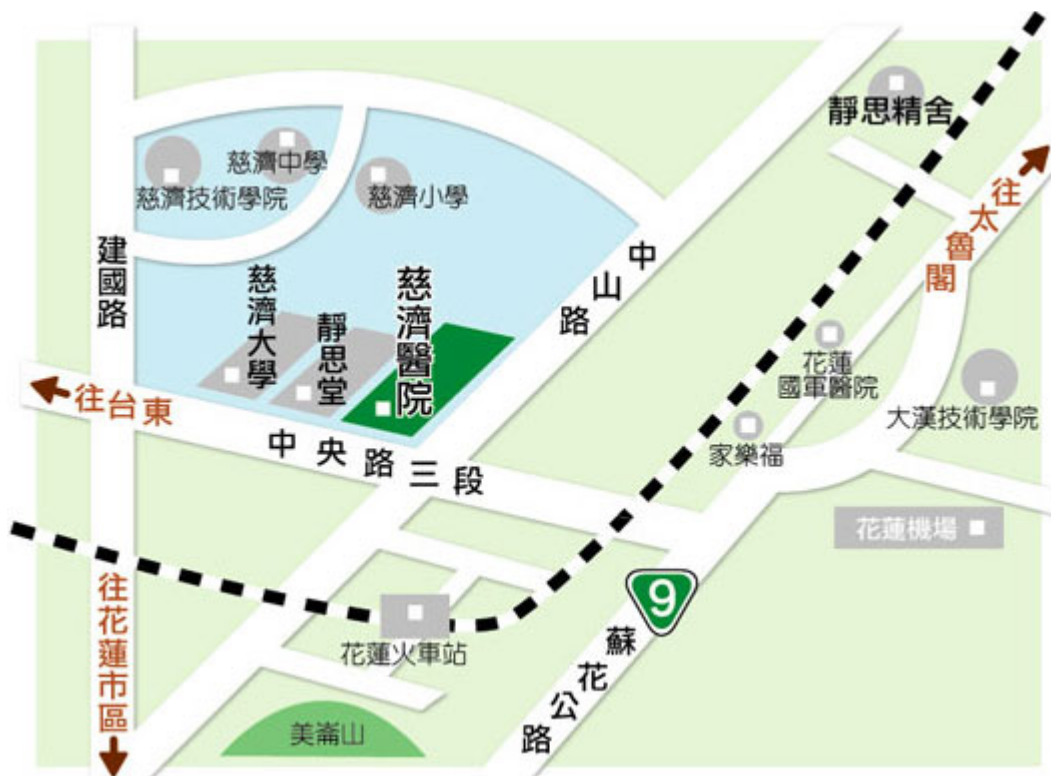 靜思精舍
往太魯閣
慈濟中學
慈濟技術學院
慈濟小學
建國路
中山路
慈濟大學
靜思堂
慈濟醫院
花蓮
國軍醫院
大漢技術學院
往台東
家樂福
中央路三段
花蓮機場
9
往花蓮市區
蘇花公路
花蓮火車站
美崙山